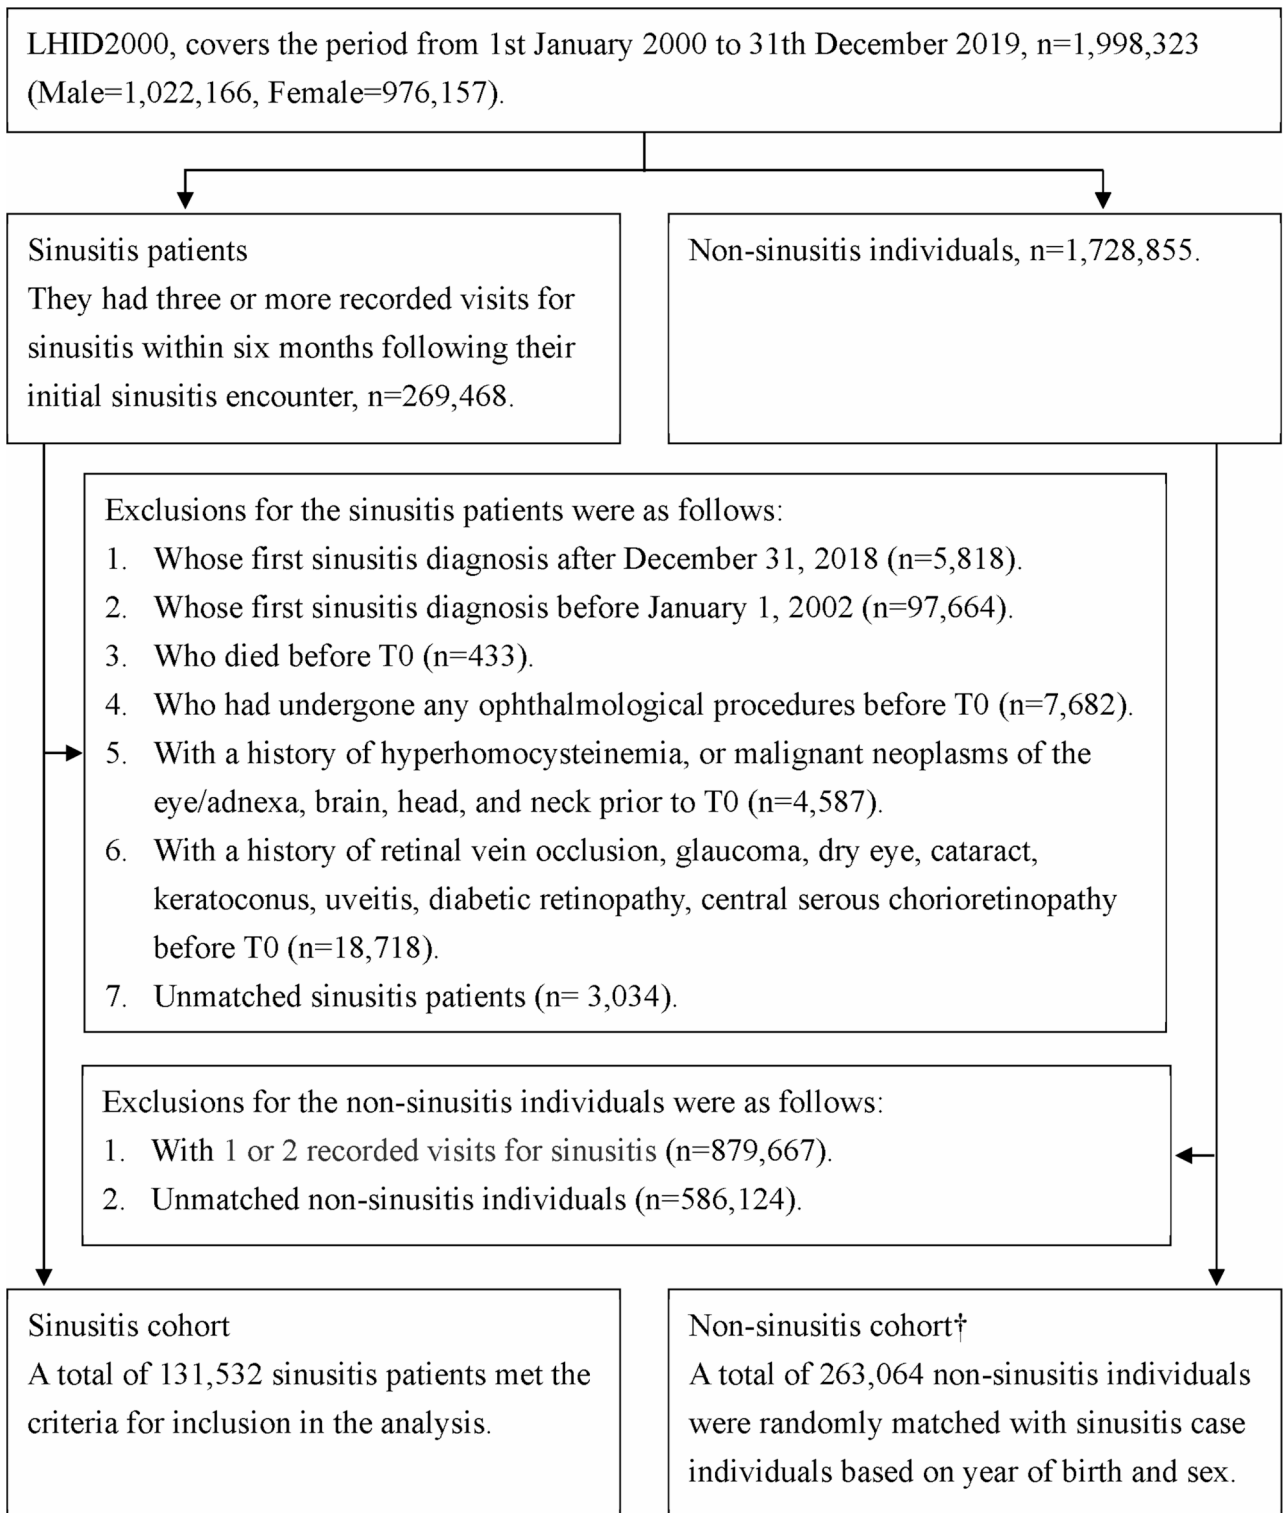 LHID2000, covers the period from 1st January 2000 to 31th December 2019, n=1,998,323
(Male=1,022,166, Female=976,157).
Sinusitis patients
They had three or more recorded visits for
sinusitis within six months following their
initial sinusitis encounter, n=269,468.
Non-sinusitis individuals, n=1,728,855.
Exclusions for the sinusitis patients were as follows:
1. Whose first sinusitis diagnosis after December 31, 2018 (n=5,818).
2. Whose first sinusitis diagnosis before January 1, 2002 (n=97,664).
3. Who died before T0 (n=433).
4. Who had undergone any ophthalmological procedures before T0 (n=7,682).
5. With a history of hyperhomocysteinemia, or malignant neoplasms of the
eye/adnexa, brain, head, and neck prior to T0 (n=4,587).
6. With a history of retinal vein occlusion, glaucoma, dry eye, cataract,
keratoconus, uveitis, diabetic retinopathy, central serous chorioretinopathy
before T0 (n=18,718).
7. Unmatched sinusitis patients (n= 3,034).
Exclusions for the non-sinusitis individuals were as follows:
1. With 1 or 2 recorded visits for sinusitis (n=879,667).
2. Unmatched non-sinusitis individuals (n=586,124).
Sinusitis cohort
A total of 131,532 sinusitis patients met the
criteria for inclusion in the analysis.
Non-sinusitis cohort†
A total of 263,064 non-sinusitis individuals
were randomly matched with sinusitis case
individuals based on year of birth and sex.